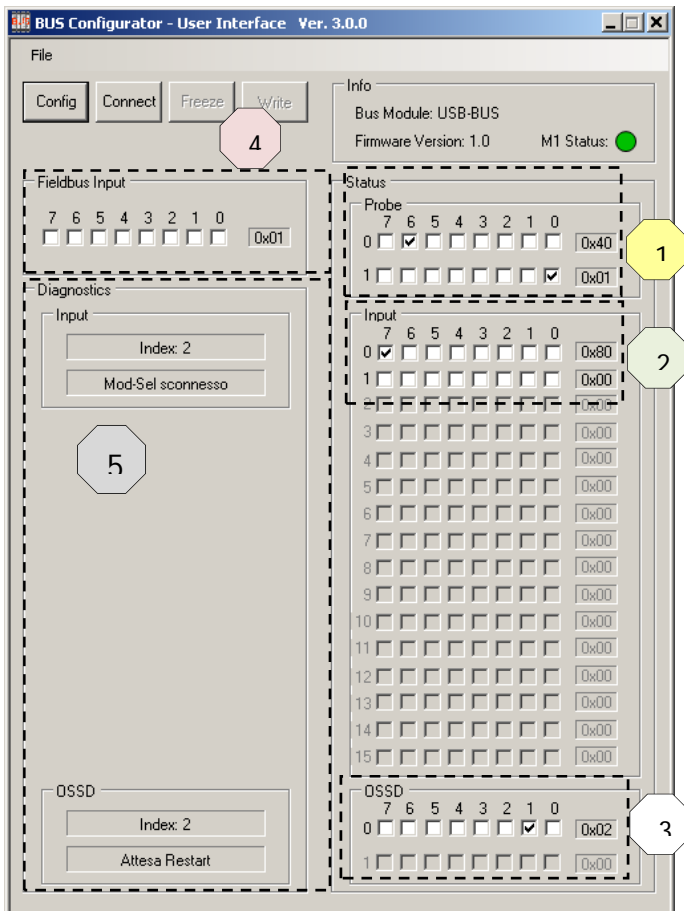 BUS Configurator - User Interface   Ver. 3.0.0
File
Config Connect Freeze Write
Info
Bus Module: USB-BUS
Firmware Version: 1.0 M1 Status:
4
Fieldbus Input
7 6 5 4 3 2 1 0
0x01
Status
Probe
7 6 5 4 3 2 1 0
0 0x40
1 0x01
1
Diagnostics
Input
Index: 2
Mod-Sel sconnesso
5
Input
7 6 5 4 3 2 1 0
0 0x80
1 0x00
2
2 0x00
3 0x00
4 0x00
5 0x00
6 0x00
7 0x00
8 0x00
9 0x00
10 0x00
11 0x00
12 0x00
13 0x00
14 0x00
15 0x00
OSSD
Index: 2
Attesa Restart
OSSD
7 6 5 4 3 2 1 0
0 0x02
1 0x00
3